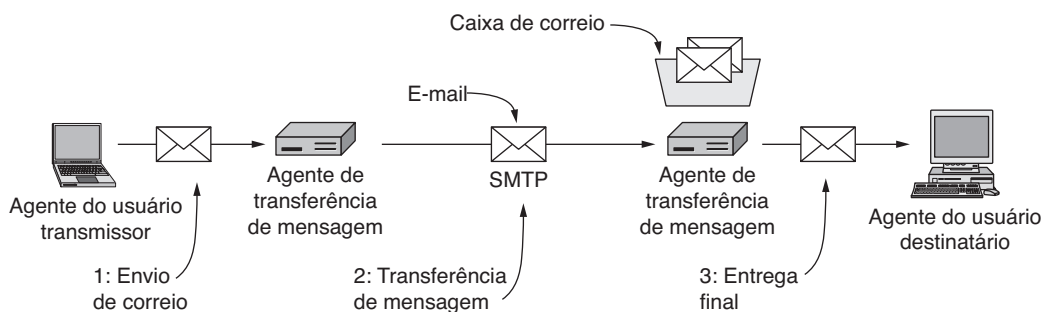 Caixa de correio
E-mail
SMTP
Agente do usuário
transmissor
Agente de
transferência
de mensagem
Agente de
transferência
de mensagem
Agente do usuário
destinatário
1: Envio
de correio
2: Transferência
de mensagem
3: Entrega
final